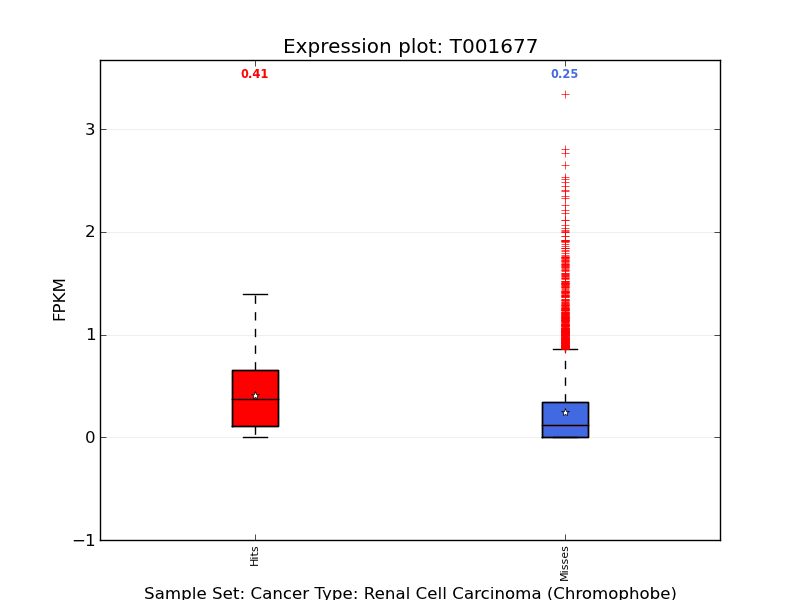 Expression plot: T001677
0.41
0.25
3
2
1
0
−1
FPKM
Hits
Misses
Sample Set: Cancer Type: Renal Cell Carcinoma (Chromophobe)